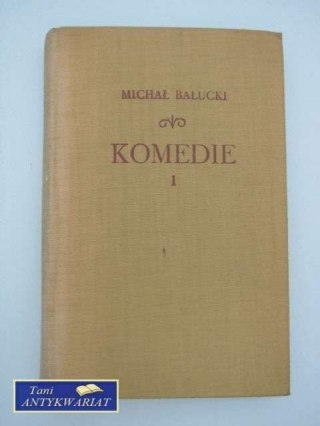 MICHAŁ BAŁUCKI
KOMEDIE
1
Tani
ANTYKWARIAT